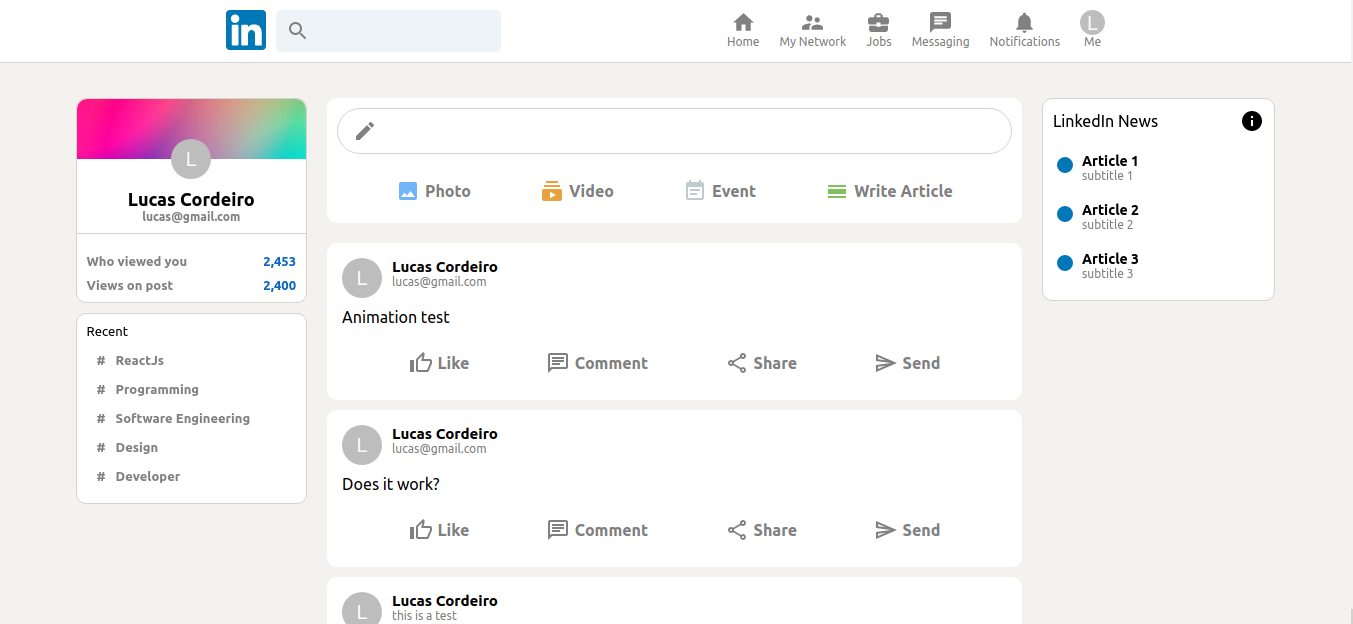 in
Home My Network Jobs Messaging Notifications L Me
L
Lucas Cordeiro
lucas@gmail.com
Who viewed you 2,453
Views on post 2,400
Recent
# ReactJs
# Programming
# Software Engineering
# Design
# Developer
Photo Video Event Write Article
L
Lucas Cordeiro
lucas@gmail.com
Animation test
Like Comment Share Send
L
Lucas Cordeiro
lucas@gmail.com
Does it work?
Like Comment Share Send
L
Lucas Cordeiro
this is a test
LinkedIn News
Article 1
subtitle 1
Article 2
subtitle 2
Article 3
subtitle 3